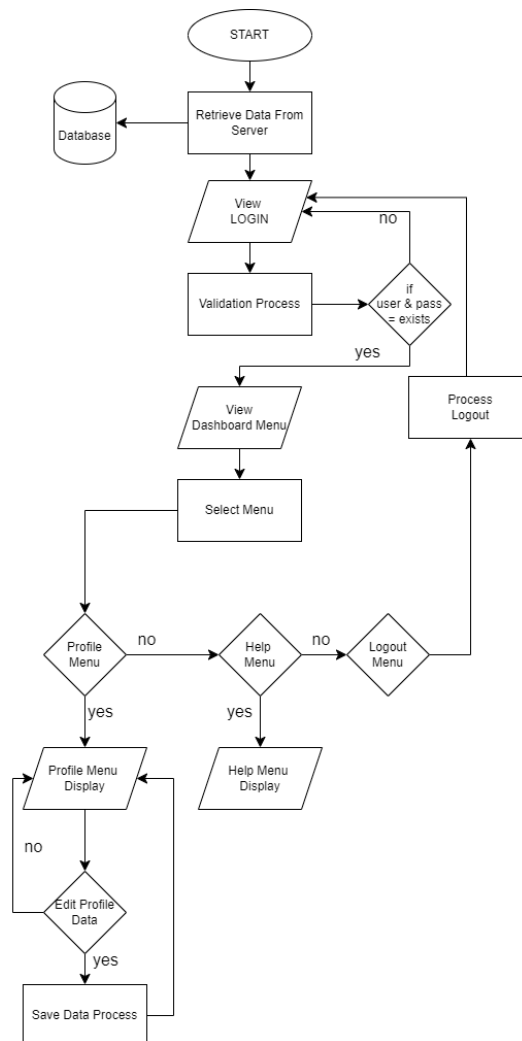 START
Retrieve Data From
Server
Database
View
LOGIN
no
Validation Process
if
user & pass
= exists
yes
View
Dashboard Menu
Process
Logout
Select Menu
Profile
Menu
no
Help
Menu
no
Logout
Menu
yes
yes
Profile Menu
Display
Help Menu
Display
no
Edit Profile
Data
yes
Save Data Process